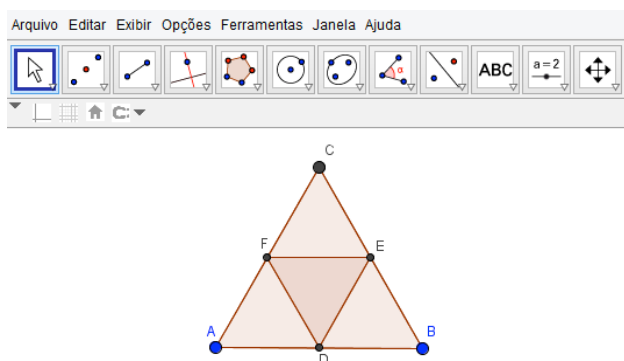 Arquivo Editar Exibir Opções Ferramentas Janela Ajuda
α
ABC
a = 2
C
F
E
A
B
D